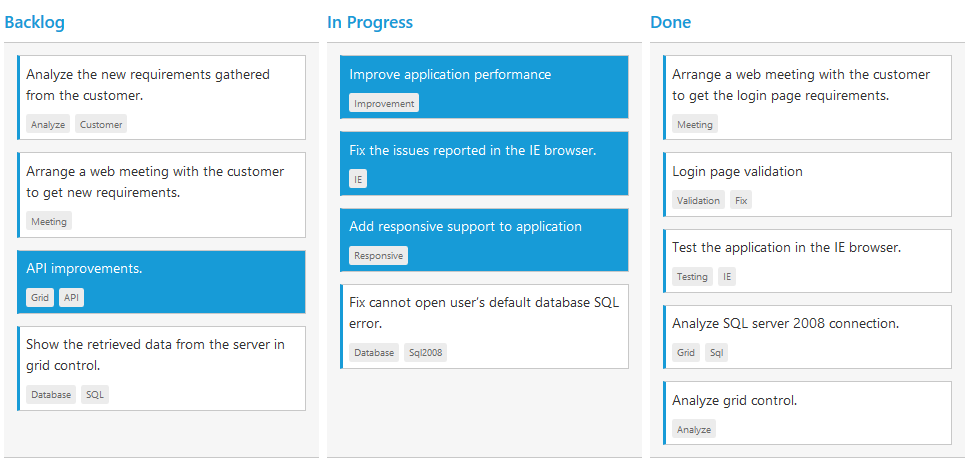 Backlog
Analyze the new requirements gathered
from the customer.
Analyze Customer
Arrange a web meeting with the customer
to get new requirements.
Meeting
API improvements.
Grid API
Show the retrieved data from the server in
grid control.
Database SQL
In Progress
Improve application performance
Improvement
Fix the issues reported in the IE browser.
IE
Add responsive support to application
Responsive
Fix cannot open user's default database SQL
error.
Database Sql2008
Done
Arrange a web meeting with the customer
to get the login page requirements.
Meeting
Login page validation
Validation Fix
Test the application in the IE browser.
Testing IE
Analyze SQL server 2008 connection.
Grid Sql
Analyze grid control.
Analyze